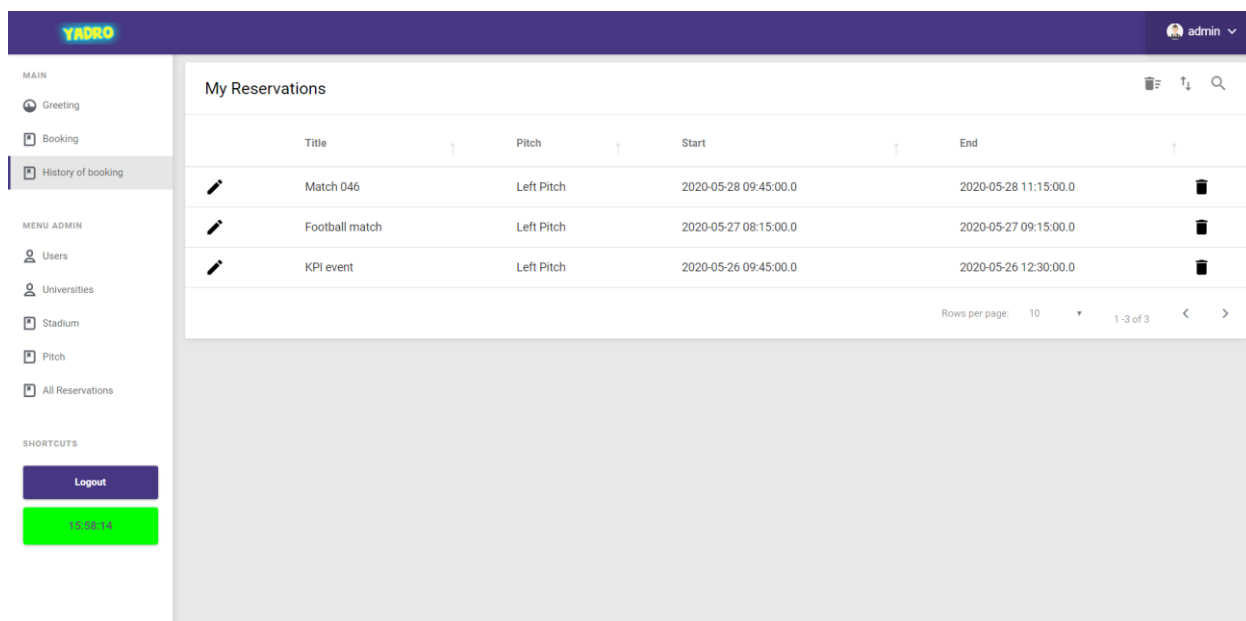 YADRO
admin
MAIN
Greeting
Booking
History of booking
MENU ADMIN
Users
Universities
Stadium
Pitch
All Reservations
SHORTCUTS
Logout
15:58:14
My Reservations
Title Pitch Start End
Match 046 Left Pitch 2020-05-28 09:45:00.0 2020-05-28 11:15:00.0
Football match Left Pitch 2020-05-27 08:15:00.0 2020-05-27 09:15:00.0
KPI event Left Pitch 2020-05-26 09:45:00.0 2020-05-26 12:30:00.0
Rows per page: 10 1 -3 of 3